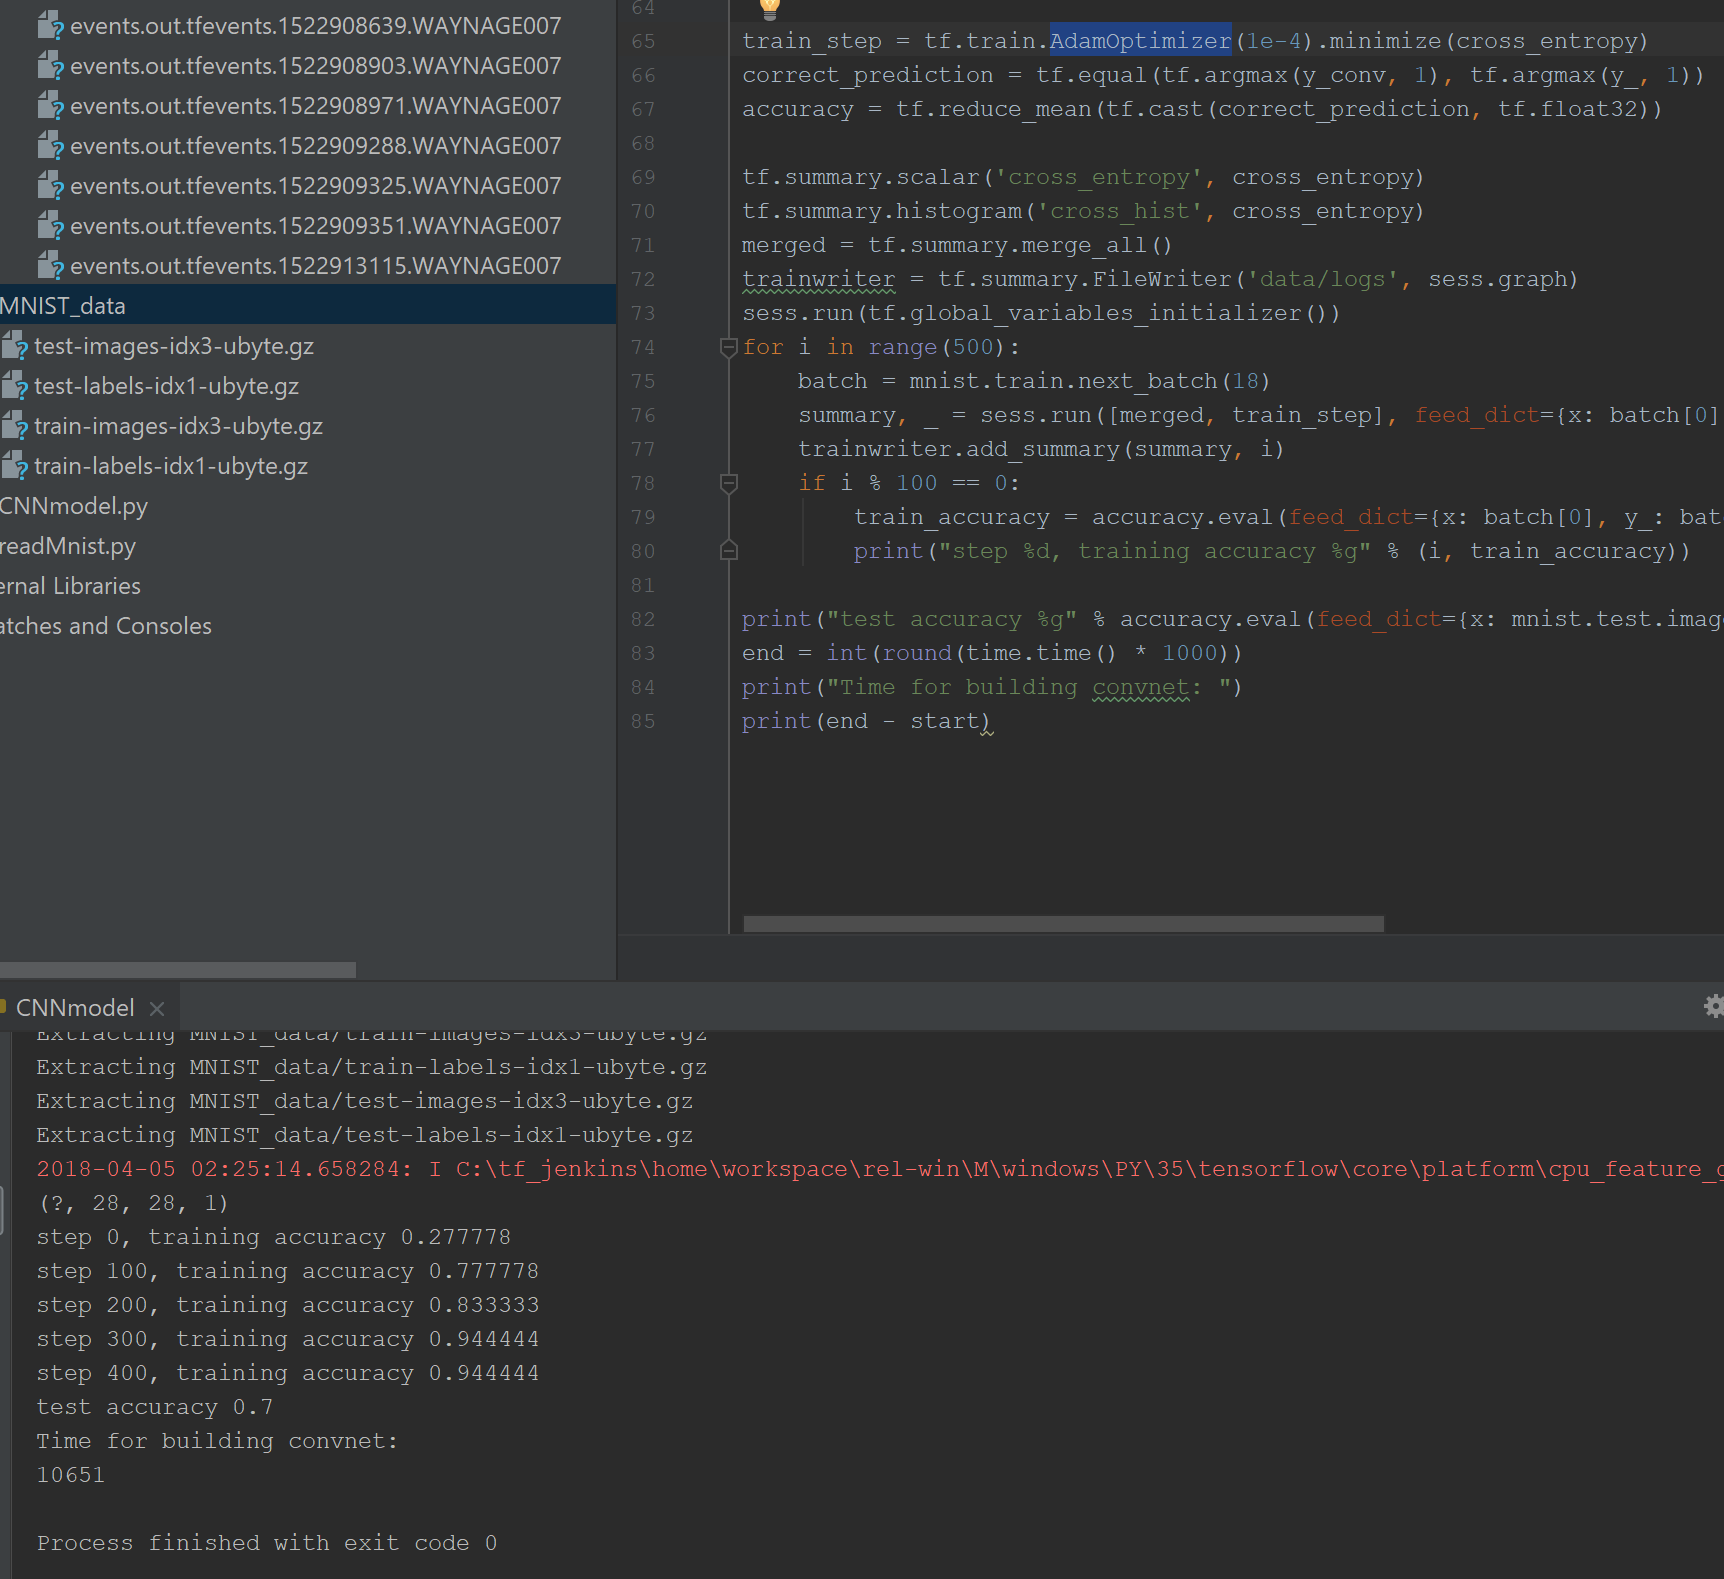 events.out.tfevents.1522908639.WAYNAGE007
events.out.tfevents.1522908903.WAYNAGE007
events.out.tfevents.1522908971.WAYNAGE007
events.out.tfevents.1522909288.WAYNAGE007
events.out.tfevents.1522909325.WAYNAGE007
events.out.tfevents.1522909351.WAYNAGE007
events.out.tfevents.1522913115.WAYNAGE007
MNIST_data
test-images-idx3-ubyte.gz
test-labels-idx1-ubyte.gz
train-images-idx3-ubyte.gz
train-labels-idx1-ubyte.gz
CNNmodel.py
readMnist.py
ernal Libraries
atches and Consoles
64
65 train_step = tf.train.AdamOptimizer(1e-4).minimize(cross_entropy)
66 correct_prediction = tf.equal(tf.argmax(y_conv, 1), tf.argmax(y_, 1))
67 accuracy = tf.reduce_mean(tf.cast(correct_prediction, tf.float32))
68
69 tf.summary.scalar('cross_entropy', cross_entropy)
70 tf.summary.histogram('cross_hist', cross_entropy)
71 merged = tf.summary.merge_all()
72 trainwriter = tf.summary.FileWriter('data/logs', sess.graph)
73 sess.run(tf.global_variables_initializer())
74 for i in range(500):
75 batch = mnist.train.next_batch(18)
76 summary, _ = sess.run([merged, train_step], feed_dict={x: batch[0]
77 trainwriter.add_summary(summary, i)
78 if i % 100 == 0:
79 train_accuracy = accuracy.eval(feed_dict={x: batch[0], y_: bat
80 print("step %d, training accuracy %g" % (i, train_accuracy))
81
82 print("test accuracy %g" % accuracy.eval(feed_dict={x: mnist.test.imag
83 end = int(round(time.time() * 1000))
84 print("Time for building convnet: ")
85 print(end - start)
CNNmodel
Extracting MNIST_data/train-images-idx3-ubyte.gz
Extracting MNIST_data/train-labels-idx1-ubyte.gz
Extracting MNIST_data/test-images-idx3-ubyte.gz
Extracting MNIST_data/test-labels-idx1-ubyte.gz
2018-04-05 02:25:14.658284: I C:\tf_jenkins\home\workspace\rel-win\M\windows\PY\35\tensorflow\core\platform\cpu_feature_g
(?, 28, 28, 1)
step 0, training accuracy 0.277778
step 100, training accuracy 0.777778
step 200, training accuracy 0.833333
step 300, training accuracy 0.944444
step 400, training accuracy 0.944444
test accuracy 0.7
Time for building convnet:
10651
Process finished with exit code 0